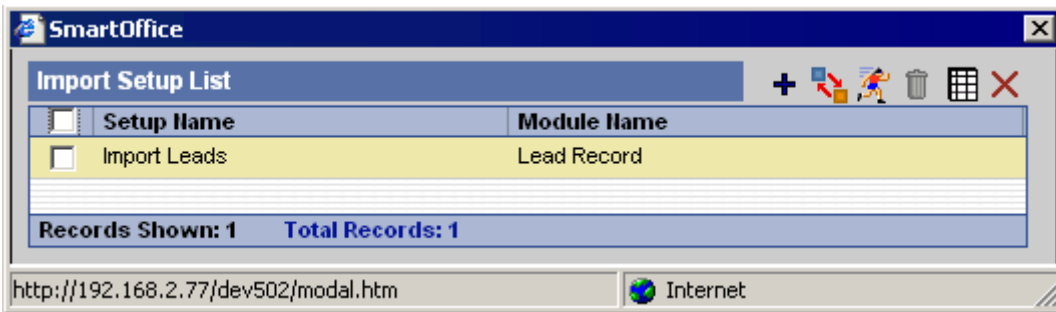 SmartOffice
Import Setup List
Setup Name Module Name
Import Leads Lead Record
Records Shown: 1 Total Records: 1
http://192.168.2.77/dev502/modal.htm Internet